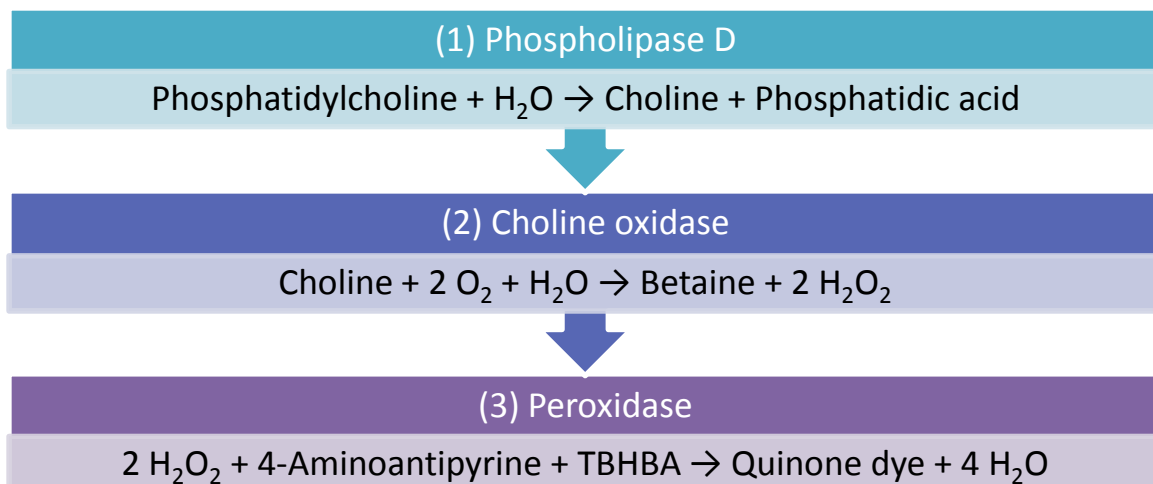 (1) Phospholipase D
Phosphatidylcholine + H₂O → Choline + Phosphatidic acid
(2) Choline oxidase
Choline + 2 O₂ + H₂O → Betaine + 2 H₂O₂
(3) Peroxidase
2 H₂O₂ + 4-Aminoantipyrine + TBHBA → Quinone dye + 4 H₂O